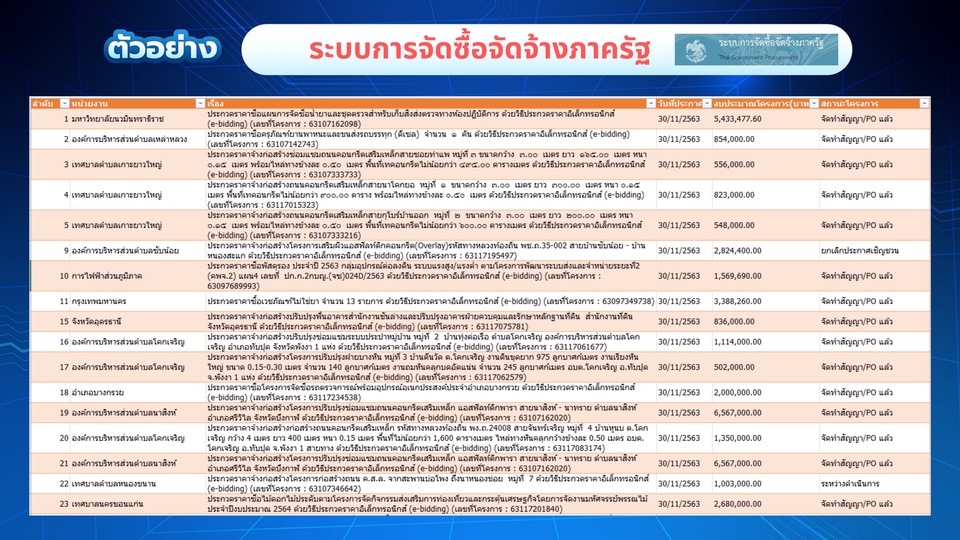 ตัวอย่าง
ระบบการจัดซื้อจัดจ้างภาครัฐ
ระบบการจัดซื้อจัดจ้างภาครัฐ
Thai Government Procurement
ลำดับ หน่วยงาน เรื่อง วันที่ประกาศ งบประมาณโครงการ(บาท สถานะโครงการ
1 มหาวิทยาลัยนวมินทราธิราช ประกวดราคาซื้อแผนการจัดซื้อน้ำยาและชุดตรวจสำหรับเก็บสิ่งส่งตรวจทางห้องปฏิบัติการ ด้วยวิธีประกวดราคาอิเล็กทรอนิกส์
(e-bidding) (เลขที่โครงการ : 63107162098) 30/11/2563 5,433,477.60 จัดทำสัญญา/PO แล้ว
2 องค์การบริหารส่วนตำบลเหล่าหลวง ประกวดราคาซื้อครุภัณฑ์ยานพาหนะและขนส่งรถบรรทุก (ดีเซล) จำนวน ๑ คัน ด้วยวิธีประกวดราคาอิเล็กทรอนิกส์ (e-bidding)
(เลขที่โครงการ : 63107142743) 30/11/2563 854,000.00 จัดทำสัญญา/PO แล้ว
3 เทศบาลตำบลเกาะยาวใหญ่ ประกวดราคาจ้างก่อสร้างซ่อมแซมถนนคอนกรีตเสริมเหล็กสายซอยท่าแพ หมู่ที่ ๓ ขนาดกว้าง ๓.๐๐ เมตร ยาว ๑๖๕.๐๐ เมตร หนา
๐.๑๕ เมตร พร้อมไหล่ทางข้างละ ๐.๕๐ เมตร พื้นที่เทคอนกรีตไม่น้อยกว่า ๔๙๕.๐๐ ตารางเมตร ด้วยวิธีประกวดราคาอิเล็กทรอนิกส์
(e-bidding) (เลขที่โครงการ : 63107333733) 30/11/2563 556,000.00 จัดทำสัญญา/PO แล้ว
4 เทศบาลตำบลเกาะยาวใหญ่ ประกวดราคาจ้างก่อสร้างถนนคอนกรีตเสริมเหล็กสายนาโตกยอ หมู่ที่ ๑ ขนาดกว้าง ๓.๐๐ เมตร ยาว ๓๐๐.๐๐ เมตร หนา ๐.๑๕
เมตร พื้นที่เทคอนกรีตไม่น้อยกว่า ๙๐๐.๐๐ ตาราง พร้อมไหล่ทางข้างละ ๐.๕๐ เมตร ด้วยวิธีประกวดราคาอิเล็กทรอนิกส์ (e-bidding)
(เลขที่โครงการ : 63117015323) 30/11/2563 823,000.00 จัดทำสัญญา/PO แล้ว
5 เทศบาลตำบลเกาะยาวใหญ่ ประกวดราคาจ้างก่อสร้างถนนคอนกรีตเสริมเหล็กสายกุโบร์บ้านออก หมู่ที่ ๒ ขนาดกว้าง ๓.๐๐ เมตร ยาว ๒๐๐.๐๐ เมตร หนา
๐.๑๕ เมตร พร้อมไหล่ทางข้างละ ๐.๕๐ เมตร พื้นที่เทคอนกรีตไม่น้อยกว่า ๖๐๐.๐๐ ตารางเมตร ด้วยวิธีประกวดราคาอิเล็กทรอนิกส์
(e-bidding) (เลขที่โครงการ : 63107333216) 30/11/2563 548,000.00 จัดทำสัญญา/PO แล้ว
9 องค์การบริหารส่วนตำบลซับน้อย ประกวดราคาจ้างก่อสร้างโครงการเสริมผิวแอสฟัลท์ติกคอนกรีต(Overlay)รหัสทางหลวงท้องถิ่น พช.ถ.35-002 สายบ้านซับน้อย - บ้าน
หนองสะแก ด้วยวิธีประกวดราคาอิเล็กทรอนิกส์ (e-bidding) (เลขที่โครงการ : 63117195497) 30/11/2563 2,824,400.00 ยกเลิกประกาศเชิญชวน
10 การไฟฟ้าส่วนภูมิภาค ประกวดราคาซื้อพัสดุรอง ประจำปี 2563 กลุ่มอุปกรณ์ต่อลงดิน ระบบแรงสูง/แรงต่ำ ตามโครงการพัฒนาระบบส่งและจำหน่ายระยะที่2
(คพจ.2) แผน4 เลขที่ ปก.ก.2กบญ.(จซ)024D/2563 ด้วยวิธีประกวดราคาอิเล็กทรอนิกส์ (e-bidding) (เลขที่โครงการ :
63097689993) 30/11/2563 1,569,690.00 จัดทำสัญญา/PO แล้ว
11 กรุงเทพมหานคร ประกวดราคาซื้อเวชภัณฑ์ไม่ใช่ยา จำนวน 13 รายการ ด้วยวิธีประกวดราคาอิเล็กทรอนิกส์ (e-bidding) (เลขที่โครงการ : 63097349738) 30/11/2563 3,388,260.00 จัดทำสัญญา/PO แล้ว
15 จังหวัดอุดรธานี ประกวดราคาจ้างก่อสร้างปรับปรุงพื้นอาคารสำนักงานชั้นล่างและปรับปรุงอาคารฝ่ายควบคุมและรักษาหลักฐานที่ดิน สำนักงานที่ดิน
จังหวัดอุดรธานี ด้วยวิธีประกวดราคาอิเล็กทรอนิกส์ (e-bidding) (เลขที่โครงการ : 63117075781) 30/11/2563 836,000.00 จัดทำสัญญา/PO แล้ว
16 องค์การบริหารส่วนตำบลโคกเจริญ ประกวดราคาจ้างก่อสร้างปรับปรุงซ่อมแซมระบบประปาหมู่บ้าน หมู่ที่ 2 บ้านทุ่งต่อเรือ ตำบลโคกเจริญ องค์การบริหารส่วนตำบลโคก
เจริญ อำเภอทับปุด จังหวัดพังงา 1 แห่ง ด้วยวิธีประกวดราคาอิเล็กทรอนิกส์ (e-bidding) (เลขที่โครงการ : 63117061677) 30/11/2563 1,114,000.00 จัดทำสัญญา/PO แล้ว
17 องค์การบริหารส่วนตำบลโคกเจริญ ประกวดราคาจ้างก่อสร้างโครงการปรับปรุงฝายบางหิน หมู่ที่ 3 บ้านตีนวัด ต.โคกเจริญ งานดินขุดยาก 975 ลูกบาศก์เมตร งานเรียงหิน
ใหญ่ ขนาด 0.15-0.30 เมตร จำนวน 140 ลูกบาศก์เมตร งานถมหินคลุกบดอัดแน่น จำนวน 245 ลูกบาศก์เมตร อบต.โคกเจริญ อ.ทับปุด
จ.พังงา 1 แห่ง ด้วยวิธีประกวดราคาอิเล็กทรอนิกส์ (e-bidding) (เลขที่โครงการ : 63117062579) 30/11/2563 502,000.00 จัดทำสัญญา/PO แล้ว
18 อำเภอบางกรวย ประกวดราคาซื้อโครงการจัดซื้อรถตรวจการณ์พร้อมอุปกรณ์อเนกประสงค์ประจำอำเภอบางกรวย ด้วยวิธีประกวดราคาอิเล็กทรอนิกส์
(e-bidding) (เลขที่โครงการ : 63117234538) 30/11/2563 2,000,000.00 จัดทำสัญญา/PO แล้ว
19 องค์การบริหารส่วนตำบลนาสิงห์ ประกวดราคาจ้างก่อสร้างโครงการปรับปรุงซ่อมแซมถนนคอนกรีตเสริมเหล็ก แอสฟัลท์ติกพารา สายนาสิงห์ - นาทราย ตำบลนาสิงห์
อำเภอศรีวิไล จังหวัดบึงกาฬ ด้วยวิธีประกวดราคาอิเล็กทรอนิกส์ (e-bidding) (เลขที่โครงการ : 63107162020) 30/11/2563 6,567,000.00 จัดทำสัญญา/PO แล้ว
20 องค์การบริหารส่วนตำบลโคกเจริญ ประกวดราคาจ้างก่อสร้างก่อสร้างถนนคอนกรีตเสริมเหล็ก รหัสทางหลวงท้องถิ่น พง.ถ.24008 สายจันทร์เจริญ หมู่ที่ 4 บ้านหูนบ ต.โคก
เจริญ กว้าง 4 เมตร ยาว 400 เมตร หนา 0.15 เมตร พื้นที่ไม่น้อยกว่า 1,600 ตารางเมตร ไหล่ทางหินคลุกกว้างข้างละ 0.50 เมตร อบต.
โคกเจริญ อ.ทับปุด จ.พังงา 1 สายทาง ด้วยวิธีประกวดราคาอิเล็กทรอนิกส์ (e-bidding) (เลขที่โครงการ : 63117083174) 30/11/2563 1,350,000.00 จัดทำสัญญา/PO แล้ว
21 องค์การบริหารส่วนตำบลนาสิงห์ ประกวดราคาจ้างก่อสร้างโครงการปรับปรุงซ่อมแซมถนนคอนกรีตเสริมเหล็ก แอสฟัลท์ติกพารา สายนาสิงห์ - นาทราย ตำบลนาสิงห์
อำเภอศรีวิไล จังหวัดบึงกาฬ ด้วยวิธีประกวดราคาอิเล็กทรอนิกส์ (e-bidding) (เลขที่โครงการ : 63107162020) 30/11/2563 6,567,000.00 จัดทำสัญญา/PO แล้ว
22 เทศบาลตำบลหนองขนาน ประกวดราคาจ้างก่อสร้างโครงการก่อสร้างถนน ค.ส.ล. จากสะพานบ่อโพง ถึงนาหนองข่อย หมู่ที่ 7 ด้วยวิธีประกวดราคาอิเล็กทรอนิกส์
(e-bidding) (เลขที่โครงการ : 63107346642) 30/11/2563 1,003,000.00 ระหว่างดำเนินการ
23 เทศบาลนครขอนแก่น ประกวดราคาซื้อไม้ดอกไม้ประดับตามโครงการจัดกิจกรรมส่งเสริมการท่องเที่ยวและกระตุ้นเศรษฐกิจโดยการจัดงานมหัศจรรย์พรรณไม้
ประจำปีงบประมาณ 2564 ด้วยวิธีประกวดราคาอิเล็กทรอนิกส์ (e-bidding) (เลขที่โครงการ : 63117201840) 30/11/2563 2,680,000.00 จัดทำสัญญา/PO แล้ว